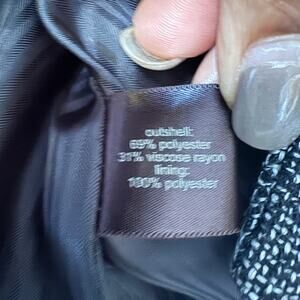 outshell:
69% polyester
31% viscose rayon
lining:
100% polyester